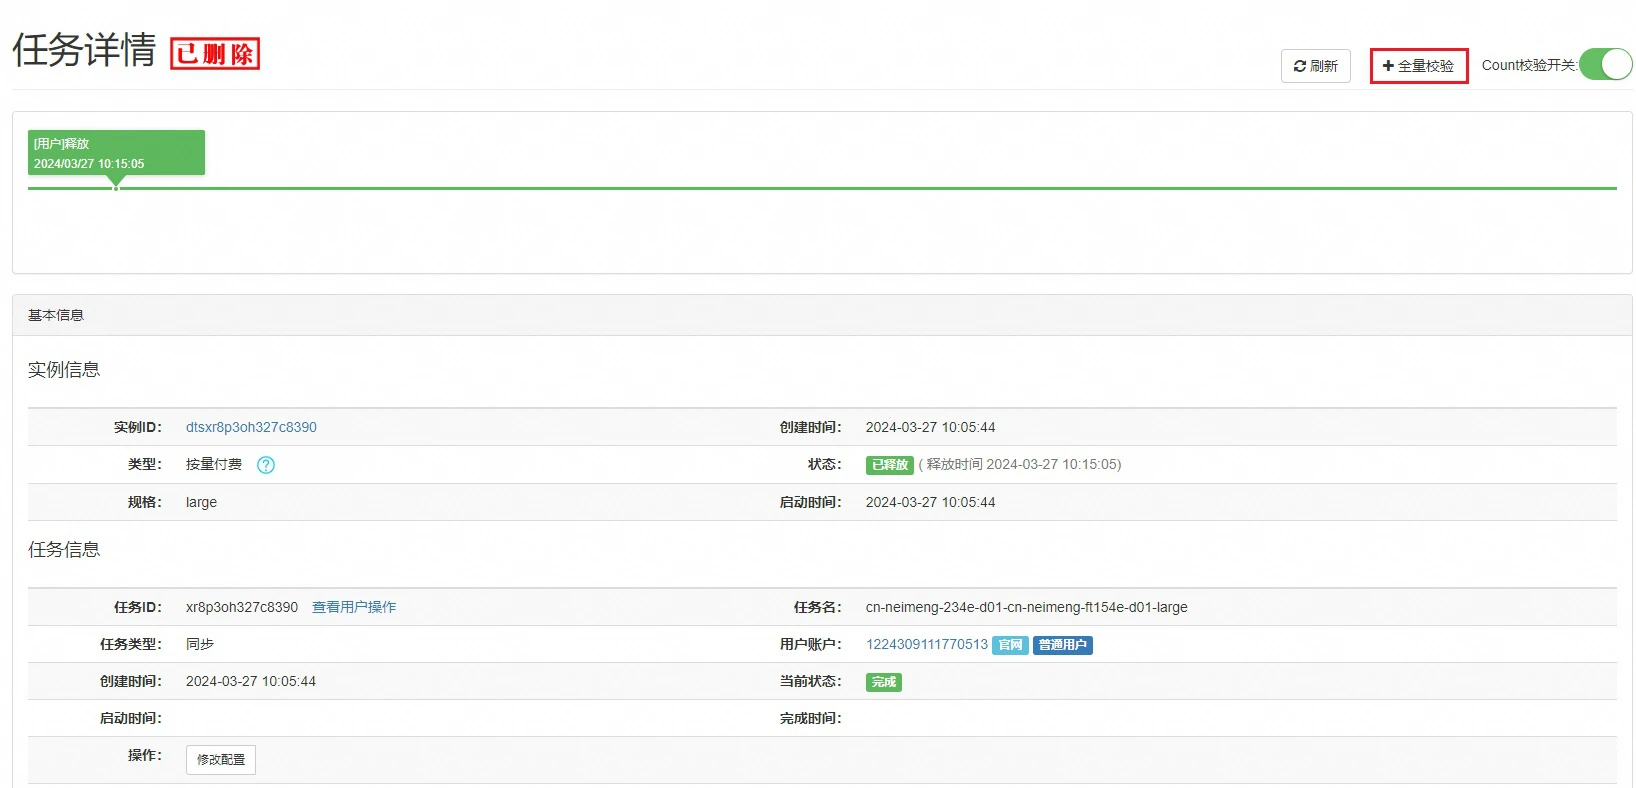 任务详情 已删除
刷新 全量校验 Count校验开关:
[用户]释放
2024/03/27 10:15:05
基本信息
实例信息
实例ID: dtsxr8p3oh327c8390 创建时间: 2024-03-27 10:05:44
类型: 按量付费 ? 状态: 已释放 ( 释放时间 2024-03-27 10:15:05)
规格: large 启动时间: 2024-03-27 10:05:44
任务信息
任务ID: xr8p3oh327c8390 查看用户操作 任务名: cn-neimeng-234e-d01-cn-neimeng-ft154e-d01-large
任务类型: 同步 用户账户: 1224309111770513 官网 普通用户
创建时间: 2024-03-27 10:05:44 当前状态: 完成
启动时间: 完成时间:
操作: 修改配置